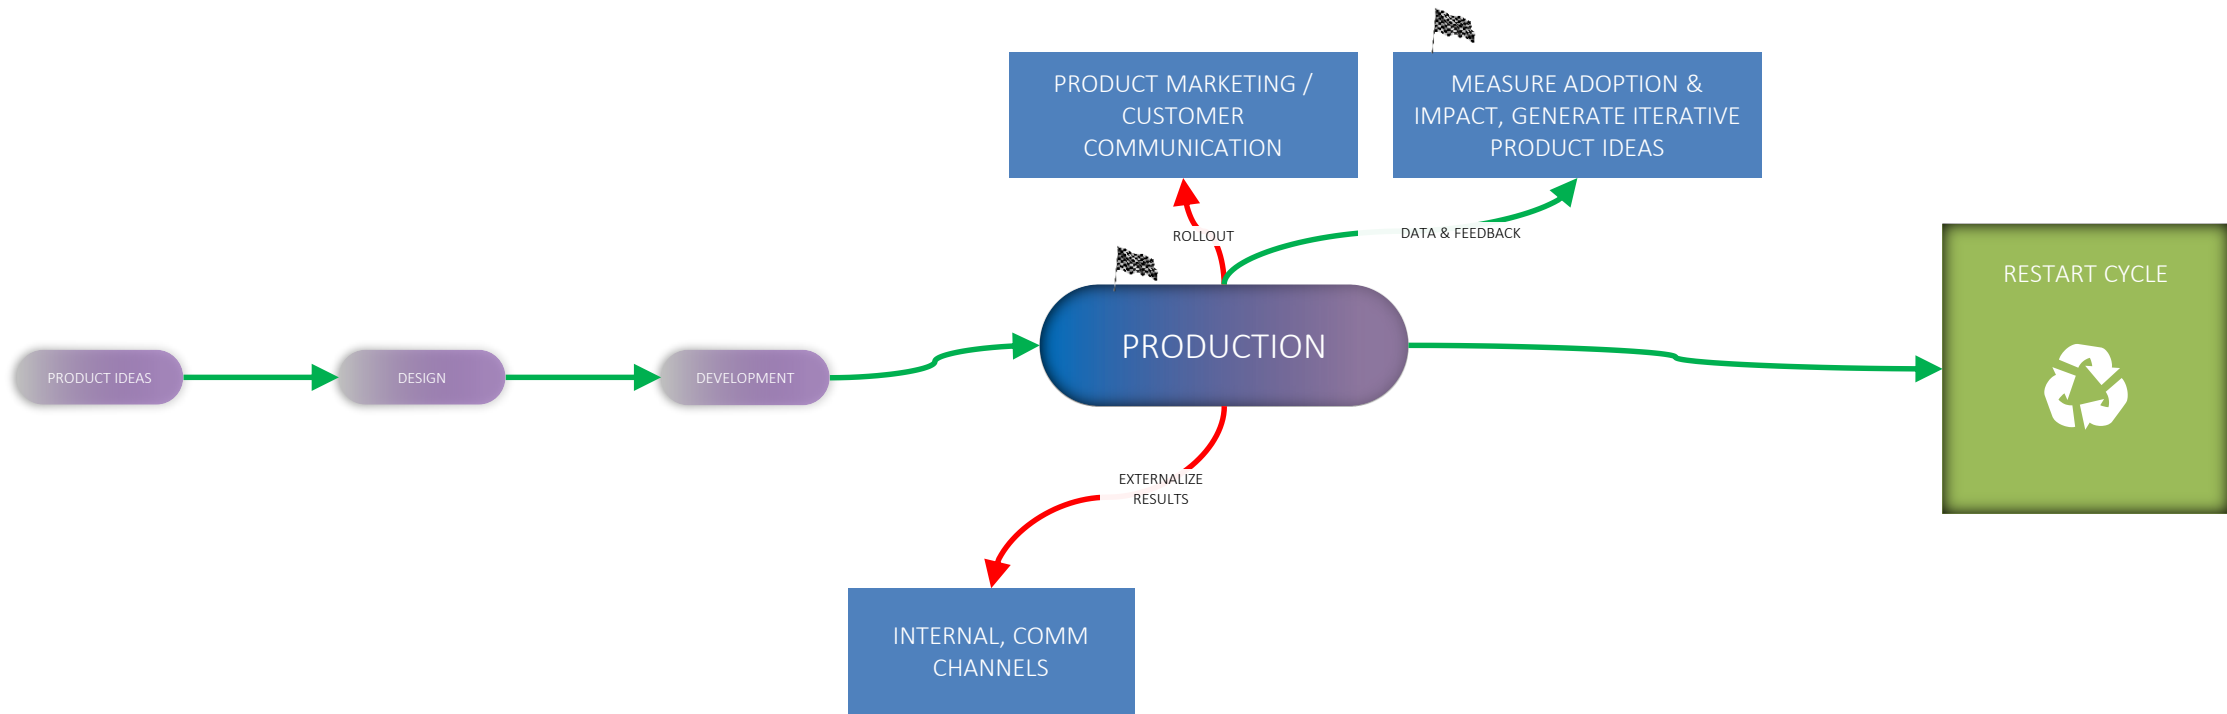 PRODUCT MARKETING /
CUSTOMER
COMMUNICATION
MEASURE ADOPTION &
IMPACT, GENERATE ITERATIVE
PRODUCT IDEAS
ROLLOUT
DATA & FEEDBACK
RESTART CYCLE
PRODUCT IDEAS
DESIGN
DEVELOPMENT
PRODUCTION
EXTERNALIZE
RESULTS
INTERNAL, COMM
CHANNELS